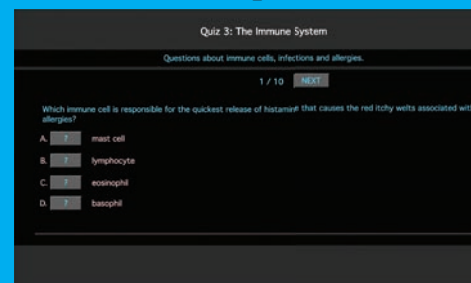 Quiz 3: The Immune System
Questions about immune cells, infections and allergies.
1 / 10 NEXT
Which immune cell is responsible for the quickest release of histamine that causes the red itchy welts associated with
allergies?
A. ? mast cell
B. ? lymphocyte
C. ? eosinophil
D. ? basophil